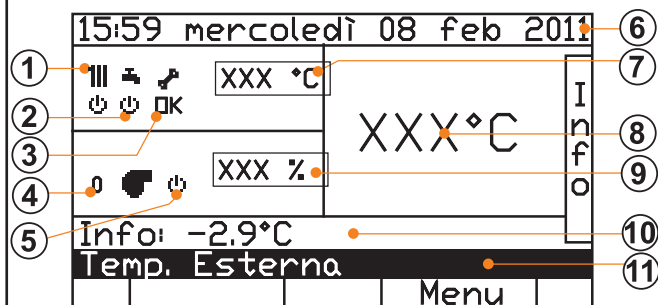 15:59 mercoledì 08 feb 2011
6
1
XXX °C
7
2
OK
XXX°C
Info
8
3
XXX %
9
4
0
5
Info: -2.9°C
10
Temp. Esterna
11
Menu